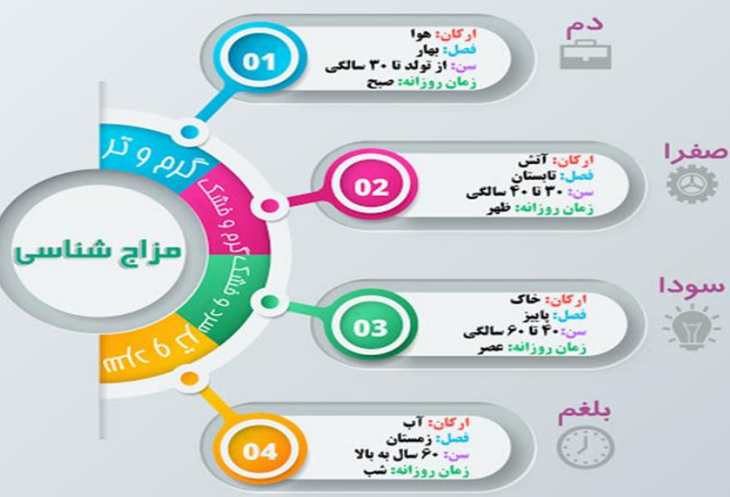 مزاج شناسی
گرم و تر
گرم و خشک
سرد و خشک
سرد و تر
دم
01
ارکان: هوا
فصل: بهار
سن: از تولد تا ۳۰ سالگی
زمان روزانه: صبح
صفرا
02
ارکان: آتش
فصل: تابستان
سن: ۳۰ تا ۴۰ سالگی
زمان روزانه: ظهر
سودا
03
ارکان: خاک
فصل: پاییز
سن: ۴۰ تا ۶۰ سالگی
زمان روزانه: عصر
بلغم
04
ارکان: آب
فصل: زمستان
سن: ۶۰ سال به بالا
زمان روزانه: شب